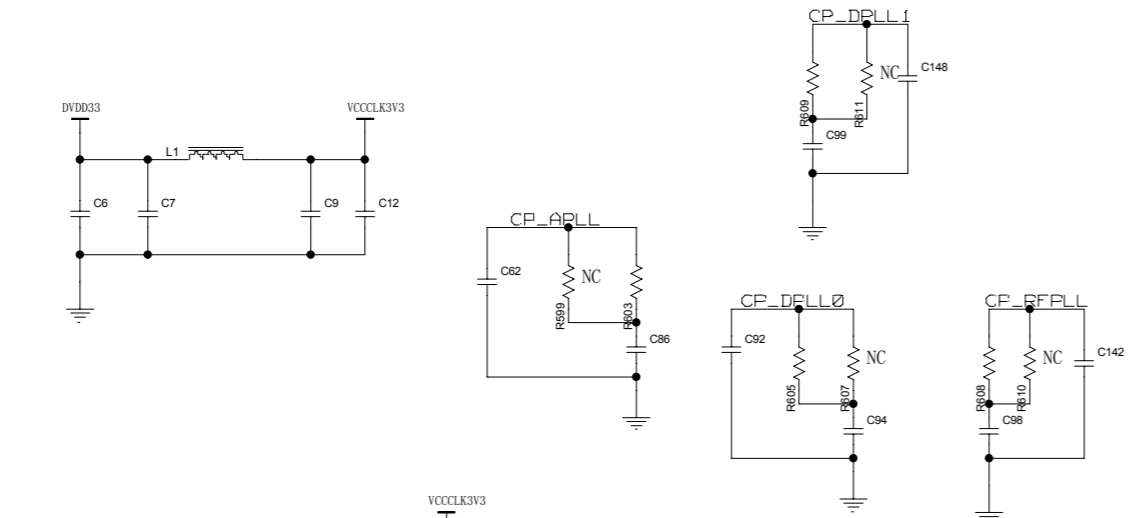 CP_DPLL1
R609
R611
NC
C148
C99
DVDD33
VCCCLK3V3
L1
C6
C7
C9
C12
CP_APLL
C62
R599
NC
R603
C86
CP_DPLL0
C92
R605
R607
NC
C94
CP_RFPLL
R608
R610
NC
C142
C98
VCCCLK3V3